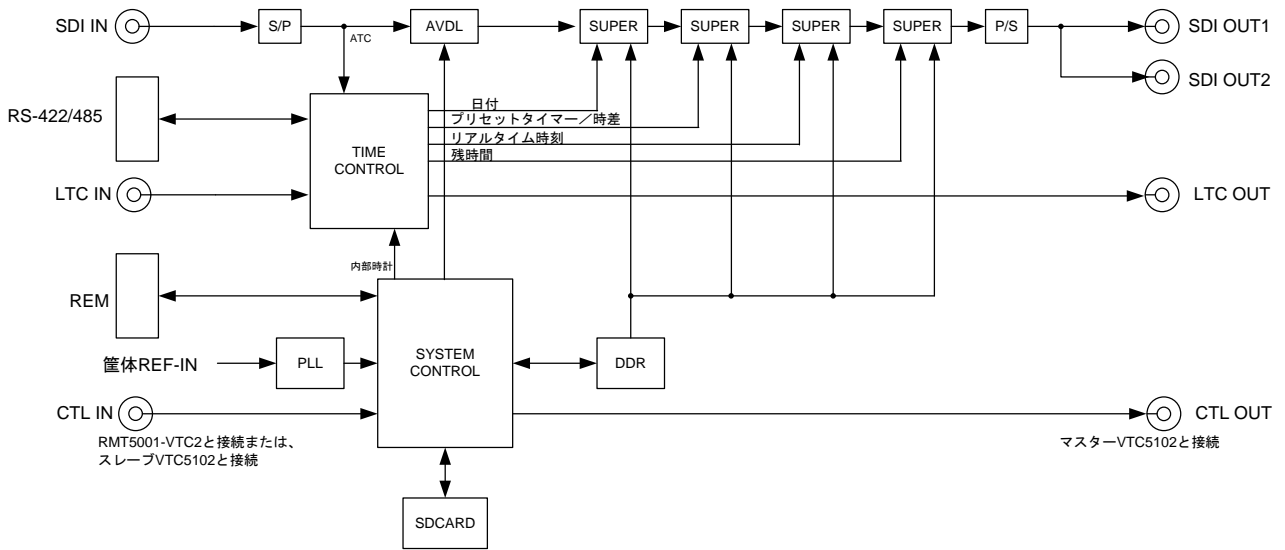 SDI IN
S/P
ATC
AVDL
SUPER
SUPER
SUPER
SUPER
P/S
SDI OUT1
SDI OUT2
RS-422/485
日付
プリセットタイマー／時差
リアルタイム時刻
残時間
TIME
CONTROL
LTC IN
LTC OUT
内部時計
REM
SYSTEM
CONTROL
筐体REF-IN
PLL
DDR
CTL IN
CTL OUT
RMT5001-VTC2と接続または、
スレーブVTC5102と接続
マスターVTC5102と接続
SDCARD